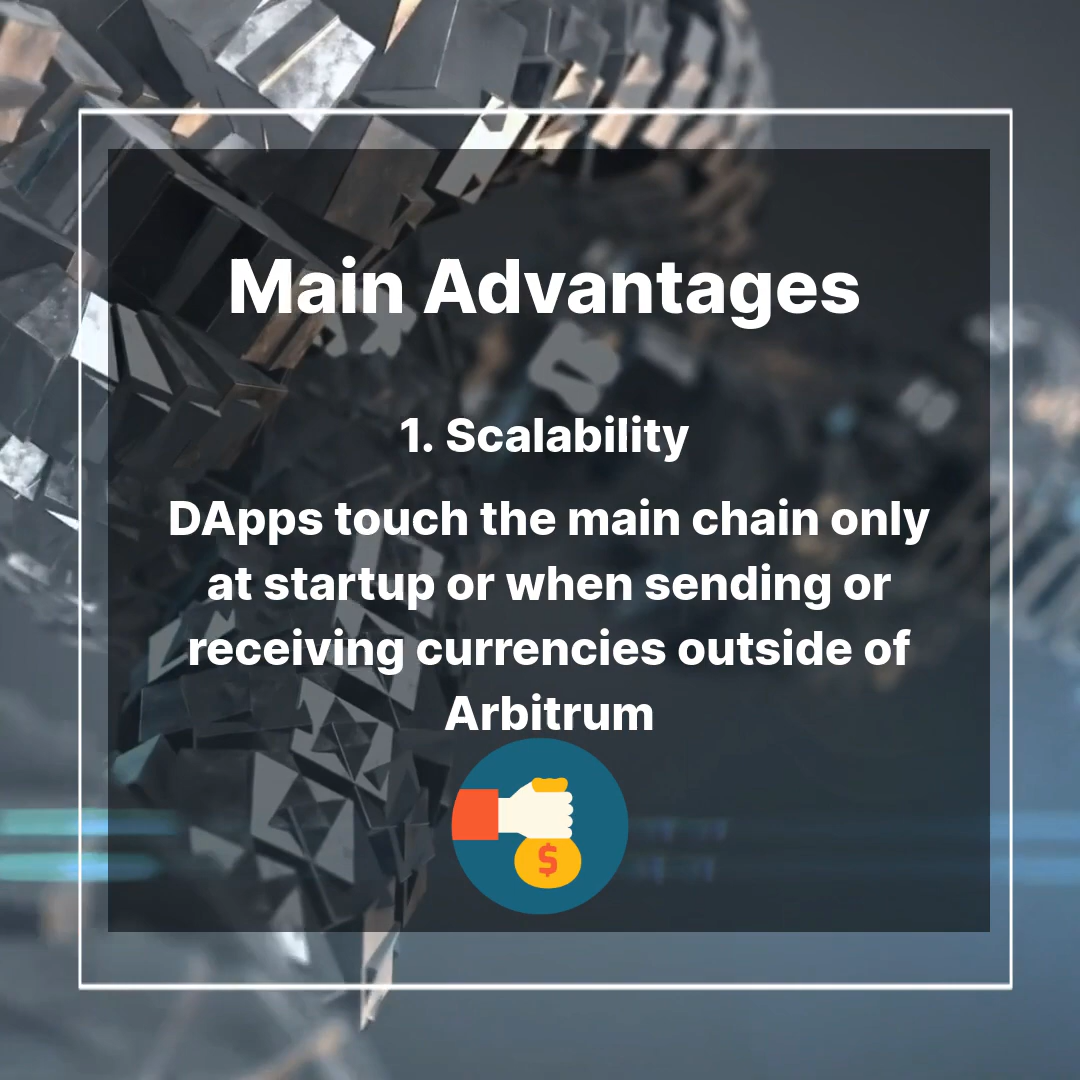 Main Advantages
1. Scalability
DApps touch the main chain only
at startup or when sending or
receiving currencies outside of
Arbitrum
$